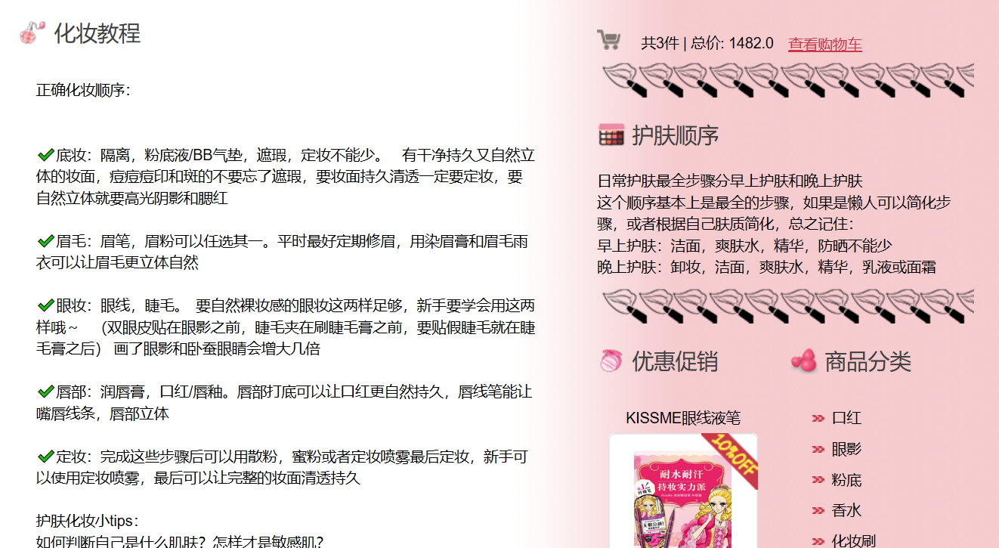 化妆教程
正确化妆顺序：
底妆：隔离，粉底液/BB气垫，遮瑕，定妆不能少。 有干净持久又自然立
体的妆面，痘痘痘印和斑的不要忘了遮瑕，要妆面持久清透一定要定妆，要
自然立体就要高光阴影和腮红
眉毛：眉笔，眉粉可以任选其一。平时最好定期修眉，用染眉膏和眉毛雨
衣可以让眉毛更立体自然
眼妆：眼线，睫毛。 要自然裸妆感的眼妆这两样足够，新手要学会用这两
样哦~ （双眼皮贴在眼影之前，睫毛夹在刷睫毛膏之前，要贴假睫毛就在睫
毛膏之后） 画了眼影和卧蚕眼睛会增大几倍
唇部：润唇膏，口红/唇釉。唇部打底可以让口红更自然持久，唇线笔能让
嘴唇线条，唇部立体
定妆：完成这些步骤后可以用散粉，蜜粉或者定妆喷雾最后定妆，新手可
以使用定妆喷雾，最后可以让完整的妆面清透持久
护肤化妆小tips：
如何判断自己是什么肌肤？怎样才是敏感肌？
共3件 | 总价: 1482.0 查看购物车
护肤顺序
日常护肤最全步骤分早上护肤和晚上护肤
这个顺序基本上是最全的步骤，如果是懒人可以简化步
骤，或者根据自己肤质简化，总之记住：
早上护肤：洁面，爽肤水，精华，防晒不能少
晚上护肤：卸妆，洁面，爽肤水，精华，乳液或面霜
优惠促销
KISSME眼线液笔
10%OFF
耐水耐汗
持妆实力派
商品分类
口红
眼影
粉底
香水
化妆刷